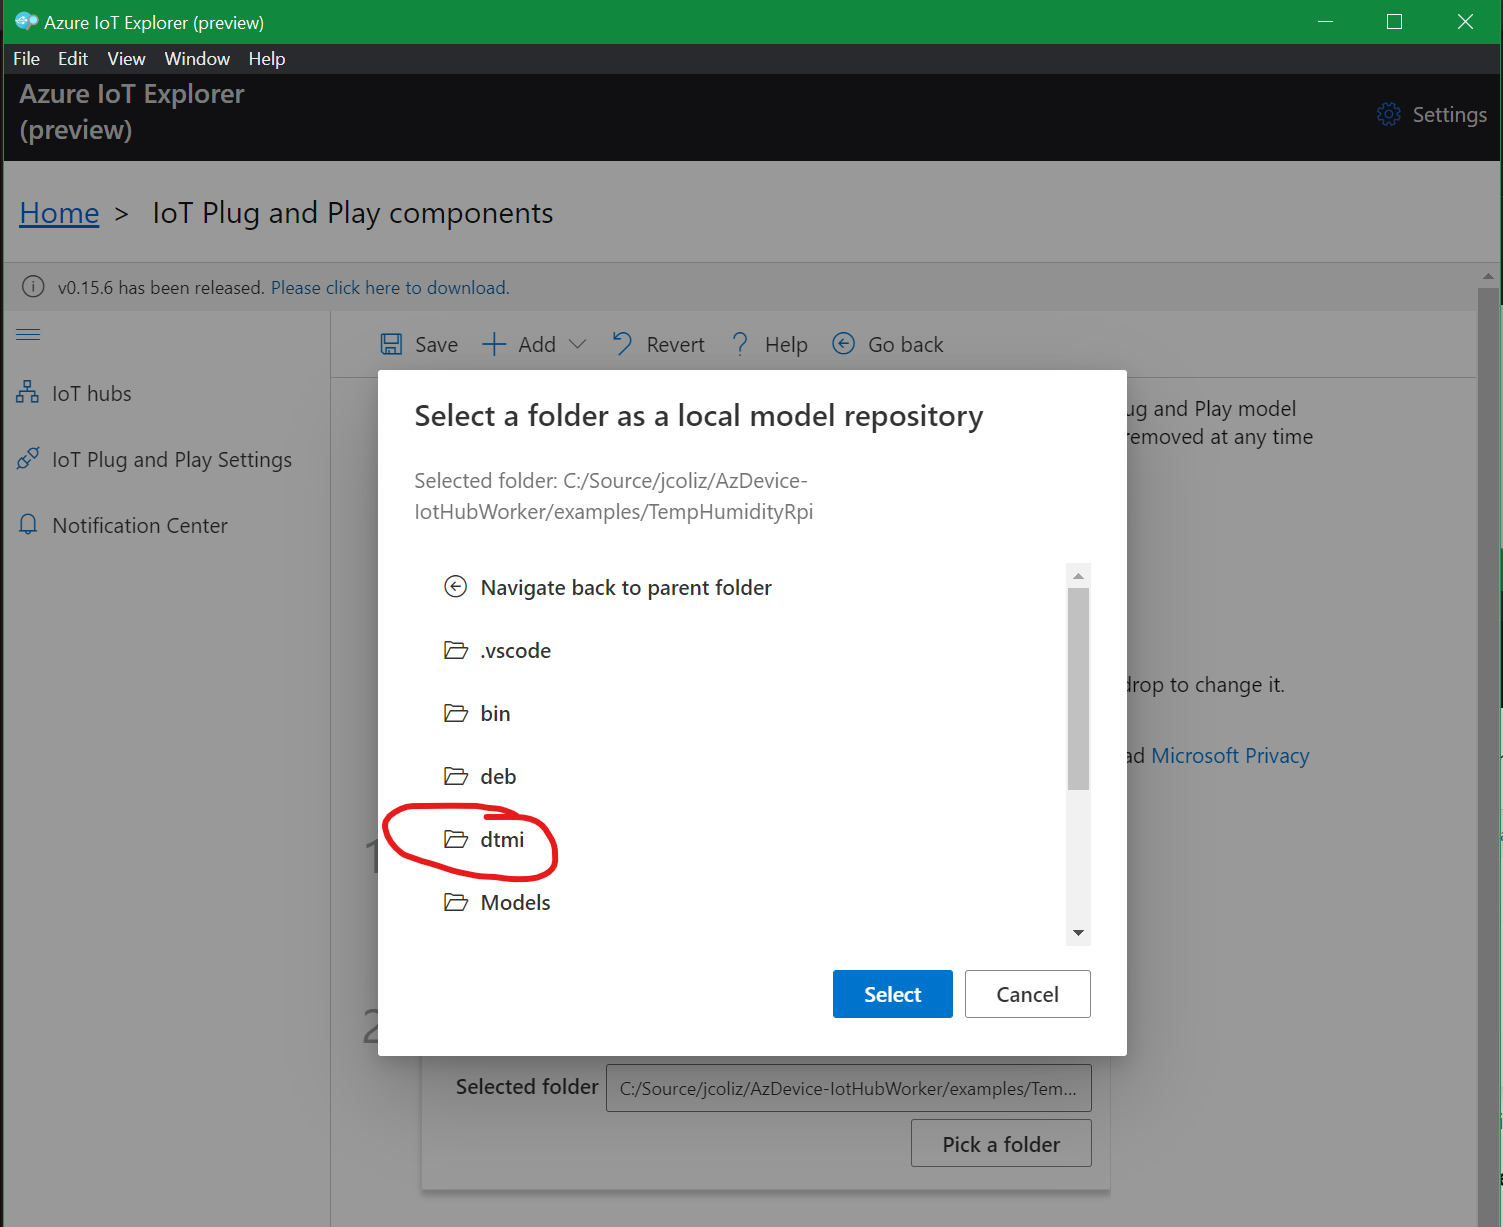 Azure IoT Explorer (preview)
File Edit View Window Help
Azure IoT Explorer
(preview)
Settings
Home > IoT Plug and Play components
v0.15.6 has been released. Please click here to download.
Save Add Revert ? Help Go back
IoT hubs
IoT Plug and Play Settings
Notification Center
ug and Play model
removed at any time
Select a folder as a local model repository
Selected folder: C:/Source/jcoliz/AzDevice-
IotHubWorker/examples/TempHumidityRpi
Navigate back to parent folder
.vscode
bin
drop to change it.
deb
ad Microsoft Privacy
dtmi
1
Models
Select Cancel
2
Selected folder C:/Source/jcoliz/AzDevice-IotHubWorker/examples/Tem...
Pick a folder